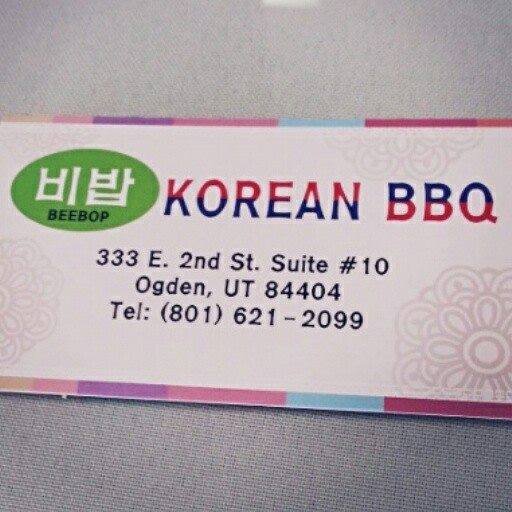 비밥
BEEBOP
KOREAN BBQ
333 E. 2nd St. Suite #10
Ogden, UT 84404
Tel: (801) 621-2099